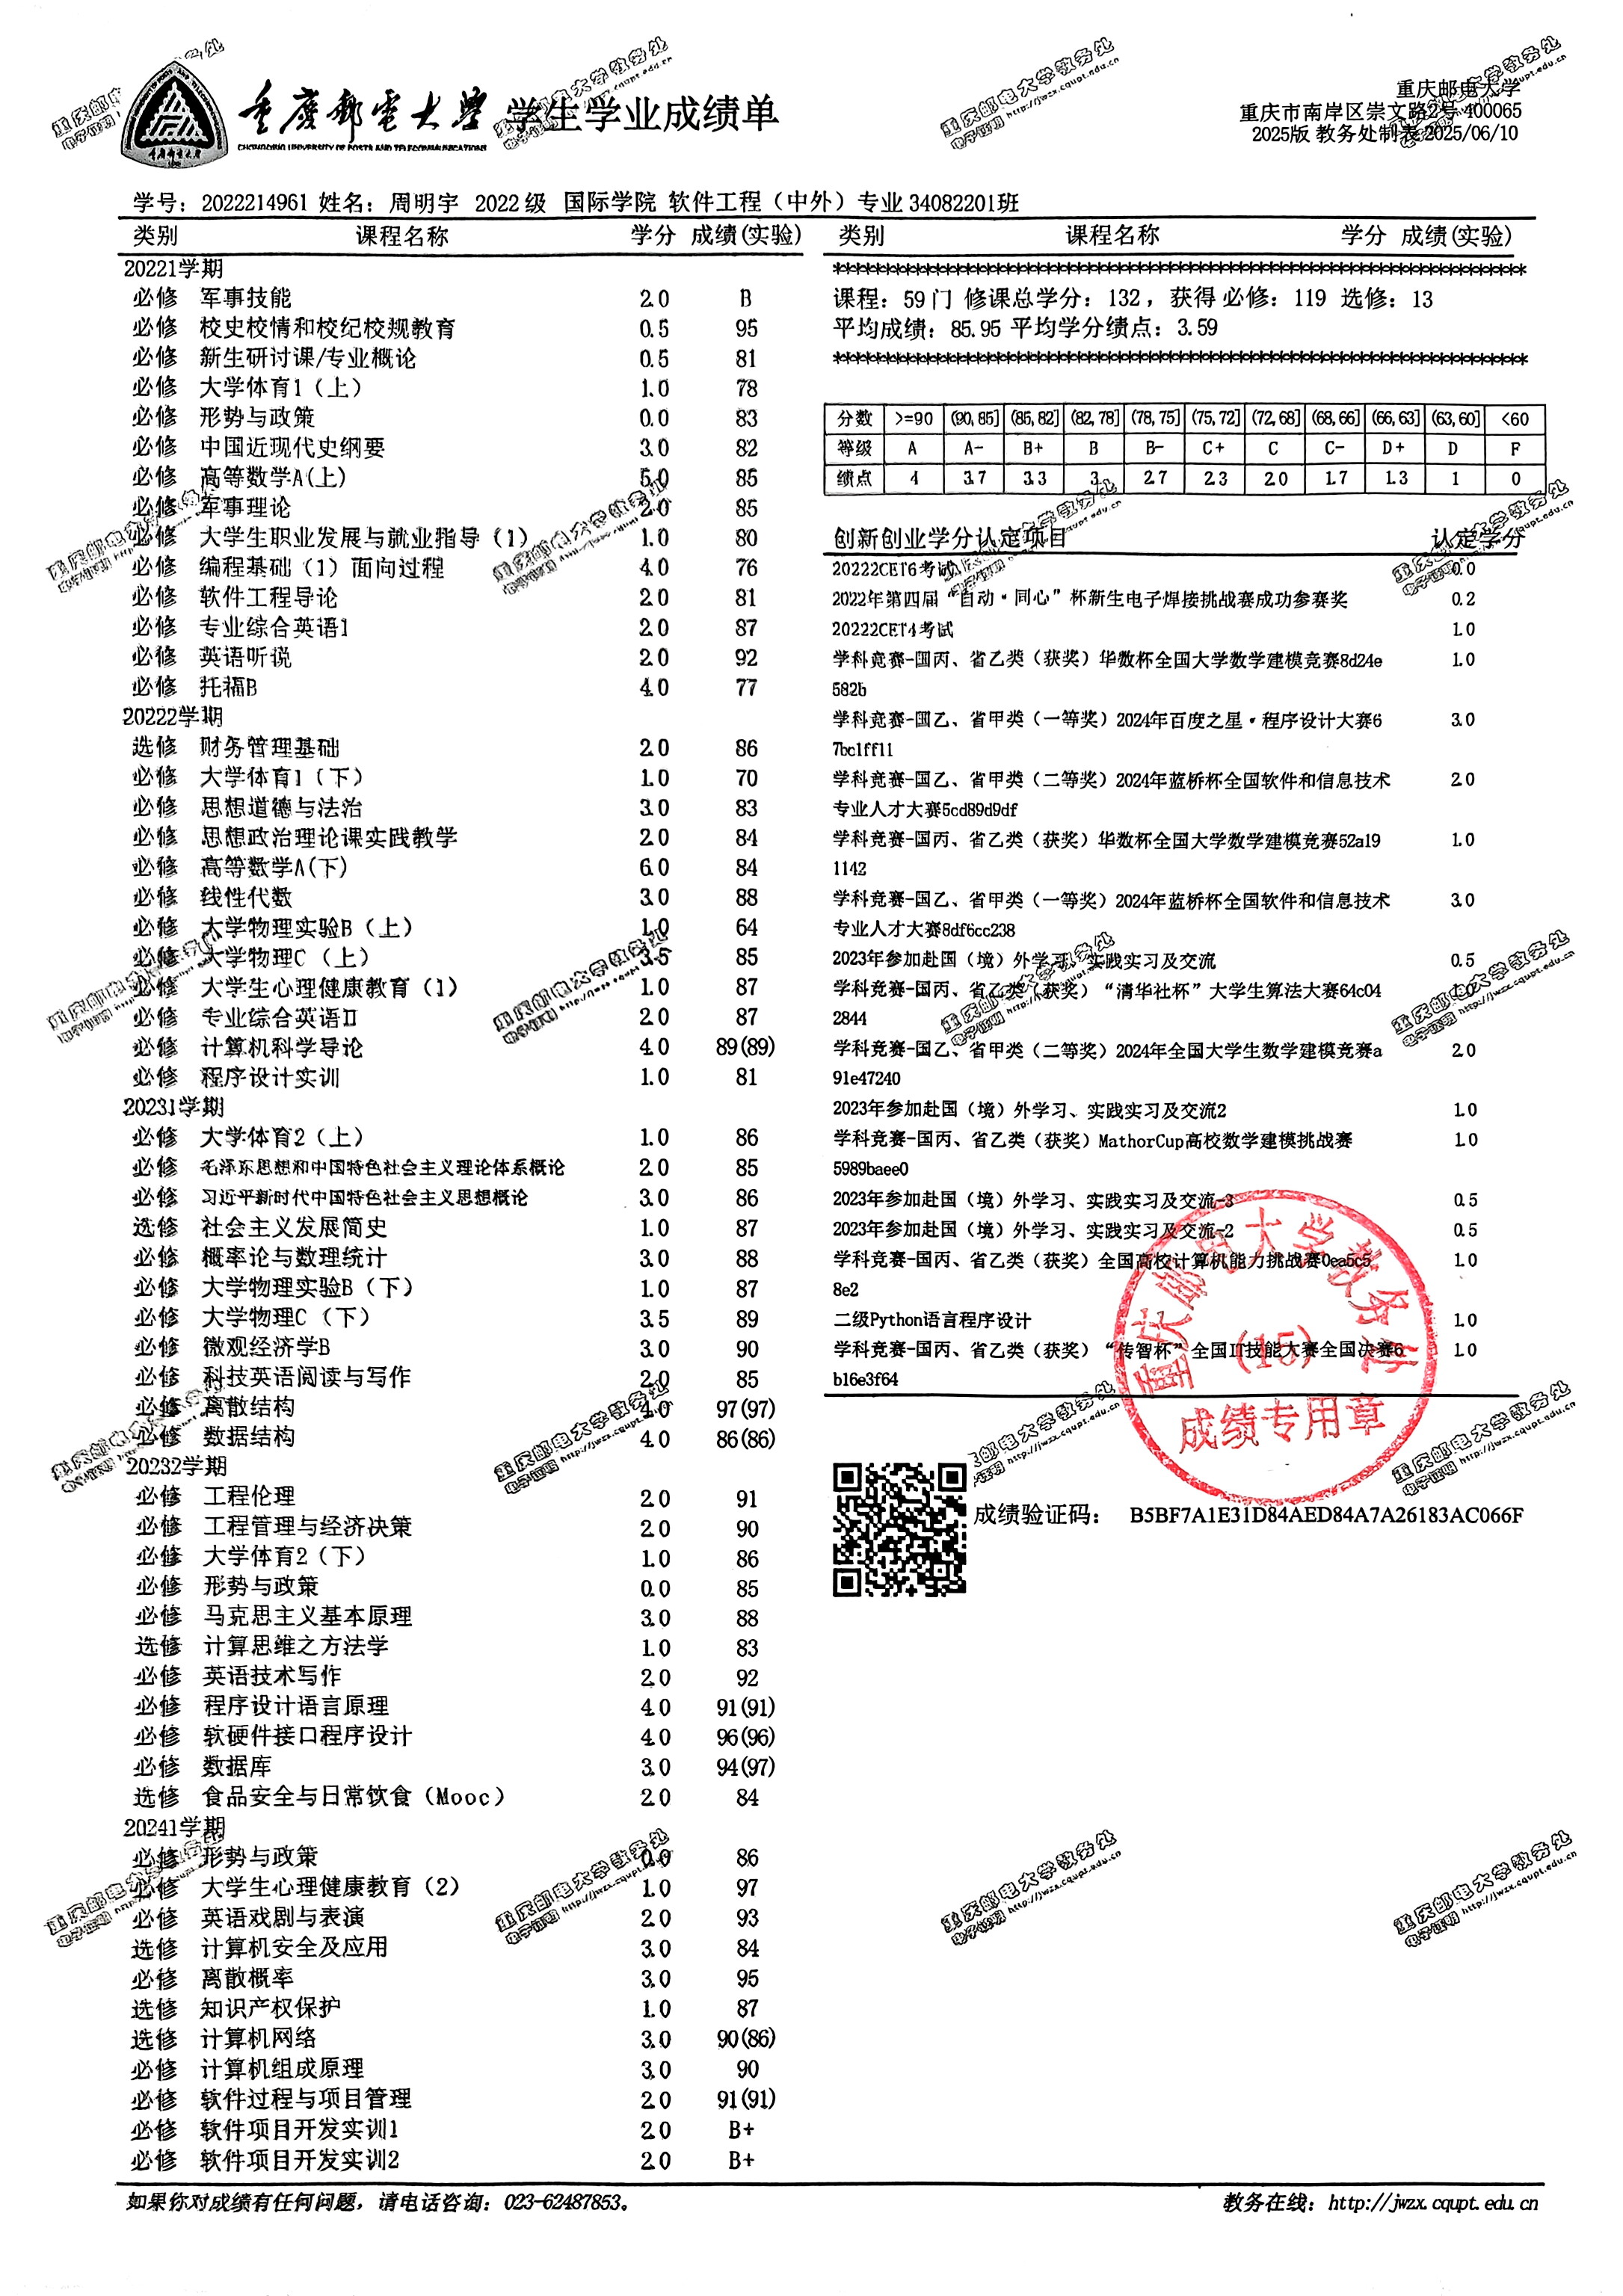 重庆邮电大学 学生学业成绩单
CHONGQING UNIVERSITY OF POSTS AND TELECOMMUNICATIONS
重庆邮电大学
重庆市南岸区崇文路2号 400065
2025版 教务处制表 2025/06/10
学号：2022214961 姓名：周明宇 2022级 国际学院 软件工程（中外）专业 34082201班
类别 课程名称 学分 成绩(实验)
20221学期
必修 军事技能 2.0 B
必修 校史校情和校纪校规教育 0.5 95
必修 新生研讨课/专业概论 0.5 81
必修 大学体育1（上） 1.0 78
必修 形势与政策 0.0 83
必修 中国近现代史纲要 3.0 82
必修 高等数学A(上) 5.0 85
必修 军事理论 2.0 85
必修 大学生职业发展与就业指导（1） 1.0 80
必修 编程基础（1）面向过程 4.0 76
必修 软件工程导论 2.0 81
必修 专业综合英语1 2.0 87
必修 英语听说 2.0 92
必修 托福B 4.0 77
20222学期
选修 财务管理基础 2.0 86
必修 大学体育1（下） 1.0 70
必修 思想道德与法治 3.0 83
必修 思想政治理论课实践教学 2.0 84
必修 高等数学A(下) 6.0 84
必修 线性代数 3.0 88
必修 大学物理实验B（上） 1.0 64
必修 大学物理C（上） 3.5 85
必修 大学生心理健康教育（1） 1.0 87
必修 专业综合英语II 2.0 87
必修 计算机科学导论 4.0 89(89)
必修 程序设计实训 1.0 81
20231学期
必修 大学体育2（上） 1.0 86
必修 毛泽东思想和中国特色社会主义理论体系概论 2.0 85
必修 习近平新时代中国特色社会主义思想概论 3.0 86
选修 社会主义发展简史 1.0 87
必修 概率论与数理统计 3.0 88
必修 大学物理实验B（下） 1.0 87
必修 大学物理C（下） 3.5 89
必修 微观经济学B 3.0 90
必修 科技英语阅读与写作 2.0 85
必修 离散结构 4.0 97(97)
必修 数据结构 4.0 86(86)
20232学期
必修 工程伦理 2.0 91
必修 工程管理与经济决策 2.0 90
必修 大学体育2（下） 1.0 86
必修 形势与政策 0.0 85
必修 马克思主义基本原理 3.0 88
选修 计算思维之方法学 1.0 83
必修 英语技术写作 2.0 92
必修 程序设计语言原理 4.0 91(91)
必修 软硬件接口程序设计 4.0 96(96)
必修 数据库 3.0 94(97)
选修 食品安全与日常饮食（Mooc） 2.0 84
20241学期
必修 形势与政策 0.0 86
必修 大学生心理健康教育（2） 1.0 97
必修 英语戏剧与表演 2.0 93
选修 计算机安全及应用 3.0 84
必修 离散概率 3.0 95
选修 知识产权保护 1.0 87
选修 计算机网络 3.0 90(86)
必修 计算机组成原理 3.0 90
必修 软件过程与项目管理 2.0 91(91)
必修 软件项目开发实训1 2.0 B+
必修 软件项目开发实训2 2.0 B+
类别 课程名称 学分 成绩(实验)
课程：59门 修课总学分：132，获得 必修：119 选修：13
平均成绩：85.95 平均学分绩点：3.59
分数 >=90 (90,85] (85,82] (82,78] (78,75] (75,72] (72,68] (68,66] (66,63] (63,60] <60
等级 A A- B+ B B- C+ C C- D+ D F
绩点 4 3.7 3.3 3 2.7 2.3 2.0 1.7 1.3 1 0
创新创业学分认定项目 认定学分
20222CET6考试 0.0
2022年第四届“自动·同心”杯新生电子焊接挑战赛成功参赛奖 0.2
20222CET4考试 1.0
学科竞赛-国丙、省乙类（获奖）华数杯全国大学数学建模竞赛8d24e 1.0
582b
学科竞赛-国乙、省甲类（一等奖）2024年百度之星·程序设计大赛6 3.0
7bc1ff11
学科竞赛-国乙、省甲类（二等奖）2024年蓝桥杯全国软件和信息技术 2.0
专业人才大赛5cd89d9df
学科竞赛-国丙、省乙类（获奖）华数杯全国大学数学建模竞赛52a19 1.0
1142
学科竞赛-国乙、省甲类（一等奖）2024年蓝桥杯全国软件和信息技术 3.0
专业人才大赛8df6cc238
2023年参加赴国（境）外学习、实践实习及交流 0.5
学科竞赛-国丙、省乙类（获奖）“清华社杯”大学生算法大赛64c04
2844
学科竞赛-国乙、省甲类（二等奖）2024年全国大学生数学建模竞赛a 2.0
91e47240
2023年参加赴国（境）外学习、实践实习及交流2 1.0
学科竞赛-国丙、省乙类（获奖）MathorCup高校数学建模挑战赛 1.0
5989baee0
2023年参加赴国（境）外学习、实践实习及交流-3 0.5
2023年参加赴国（境）外学习、实践实习及交流-2 0.5
学科竞赛-国丙、省乙类（获奖）全国高校计算机能力挑战赛0ea5c5 1.0
8e2
二级Python语言程序设计 1.0
学科竞赛-国丙、省乙类（获奖）“传智杯”全国IT技能大赛全国决赛6 1.0
b16e3f64
重庆邮电大学教务处
(15)
成绩专用章
成绩验证码： B5BF7A1E31D84AED84A7A26183AC066F
如果你对成绩有任何问题，请电话咨询：023-62487853。
教务在线：http://jwzx.cqupt.edu.cn
重庆邮电大学教务处
电子证明 http://jwzx.cqupt.edu.cn